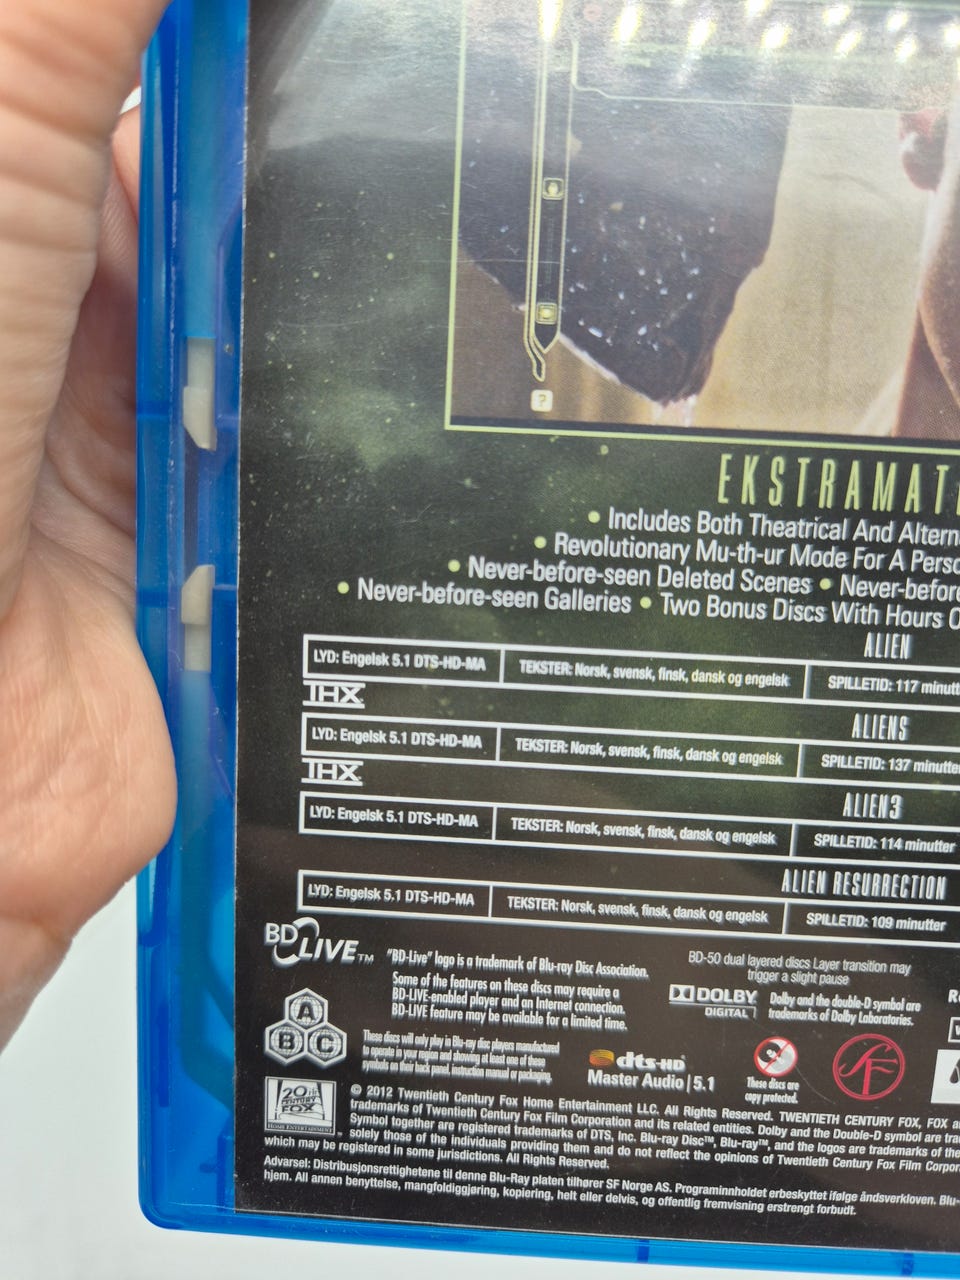 ?
EKSTRAMAT
• Includes Both Theatrical And Altern
• Revolutionary Mu-th-ur Mode For A Perso
• Never-before-seen Deleted Scenes • Never-before
• Never-before-seen Galleries • Two Bonus Discs With Hours O
ALIEN
LYD: Engelsk 5.1 DTS-HD-MA TEKSTER: Norsk, svensk, finsk, dansk og engelsk SPILLETID: 117 minutt
THX
ALIENS
LYD: Engelsk 5.1 DTS-HD-MA TEKSTER: Norsk, svensk, finsk, dansk og engelsk SPILLETID: 137 minutte
THX
ALIEN3
LYD: Engelsk 5.1 DTS-HD-MA TEKSTER: Norsk, svensk, finsk, dansk og engelsk SPILLETID: 114 minutter
ALIEN RESURRECTION
LYD: Engelsk 5.1 DTS-HD-MA TEKSTER: Norsk, svensk, finsk, dansk og engelsk SPILLETID: 109 minutter
BD LIVE™
"BD-Live" logo is a trademark of Blu-ray Disc Association.
Some of the features on these discs may require a
BD-LIVE-enabled player and an Internet connection.
BD-LIVE feature may be available for a limited time.
BD-50 dual layered discs Layer transition may
trigger a slight pause
DOLBY
DIGITAL
Dolby and the double-D symbol are
trademarks of Dolby Laboratories.
A
B C
These discs will only play in Blu-ray disc players manufactured
to operate in your region and showing at least one of these
symbols on their back panel, instruction manual or packaging.
dts-HD
Master Audio | 5.1
These discs are
copy protected.
SF
20th
CENTURY
FOX
HOME ENTERTAINMENT
© 2012 Twentieth Century Fox Home Entertainment LLC. All Rights Reserved. TWENTIETH CENTURY FOX, FOX a
trademarks of Twentieth Century Fox Film Corporation and its related entities. Dolby and the Double-D symbol are tra
Symbol together are registered trademarks of DTS, Inc. Blu-ray Disc™, Blu-ray™, and the logos are trademarks of the
solely those of the individuals providing them and do not reflect the opinions of Twentieth Century Fox Film Corpor
which may be registered in some jurisdictions. All Rights Reserved.
Advarsel: Distribusjonsrettighetene til denne Blu-Ray platen tilhører SF Norge AS. Programinnholdet erbeskyttet ifølge åndsverkloven. Blu-
hjem. All annen benyttelse, mangfoldiggjøring, kopiering, helt eller delvis, og offentlig fremvisning erstrengt forbudt.